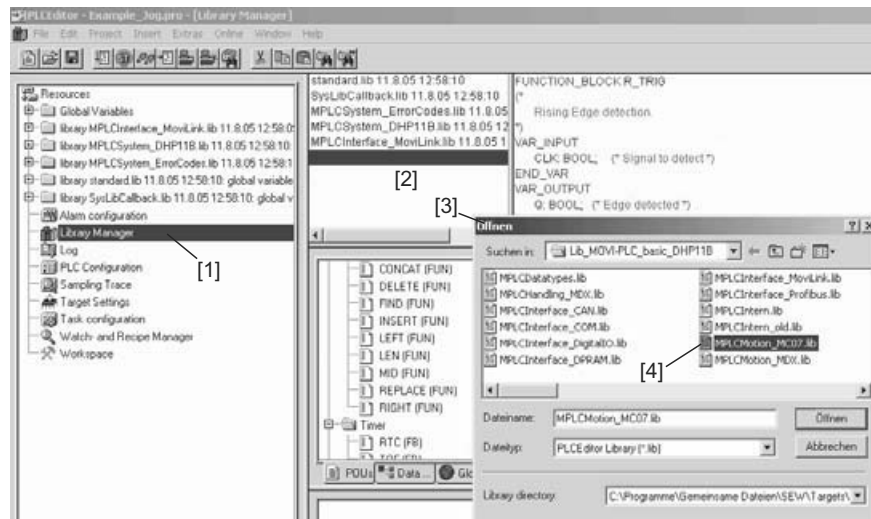 PLCEditor - Example_Jog.pro - [Library Manager]
File Edit Project Insert Extras Online Window Help
Resources
Global Variables
library MPLCInterface_MoviLink.lib 11.8.05 12:58:0
library MPLCSystem_DHP11B.lib 11.8.05 12:58:10:
library MPLCSystem_ErrorCodes.lib 11.8.05 12:58:1
library standard.lib 11.8.05 12:58:10: global variable
library SysLibCallback.lib 11.8.05 12:58:10: global v
Alarm configuration
Library Manager
Log
PLC Configuration
Sampling Trace
Target Settings
Task configuration
Watch- and Recipe Manager
Workspace
[1]
standard.lib 11.8.05 12:58:10
SysLibCallback.lib 11.8.05 12:58:10
MPLCSystem_ErrorCodes.lib 11.8.05
MPLCSystem_DHP11B.lib 11.8.05 12
MPLCInterface_MoviLink.lib 11.8.05 1
[2]
FUNCTION_BLOCK R_TRIG
(*
Rising Edge detection.
*)
VAR_INPUT
CLK: BOOL; (* Signal to detect *)
END_VAR
VAR_OUTPUT
Q: BOOL; (* Edge detected *)
CONCAT (FUN)
DELETE (FUN)
FIND (FUN)
INSERT (FUN)
LEFT (FUN)
LEN (FUN)
MID (FUN)
REPLACE (FUN)
RIGHT (FUN)
Timer
RTC (FB)
TOF (FB)
POUs Data ... Glo
[3]
Öffnen
Suchen in: Lib_MOVI-PLC_basic_DHP11B
MPLCDatatypes.lib
MPLCHandling_MDX.lib
MPLCInterface_CAN.lib
MPLCInterface_COM.lib
MPLCInterface_DigitalIO.lib
MPLCInterface_DPRAM.lib
MPLCInterface_MoviLink.lib
MPLCInterface_Profibus.lib
MPLCIntern.lib
MPLCIntern_old.lib
MPLCMotion_MC07.lib
MPLCMotion_MDX.lib
[4]
Dateiname: MPLCMotion_MC07.lib Öffnen
Dateityp: PLCEditor Library (*.lib) Abbrechen
Library directory: C:\Programme\Gemeinsame Dateien\SEW\Targets\